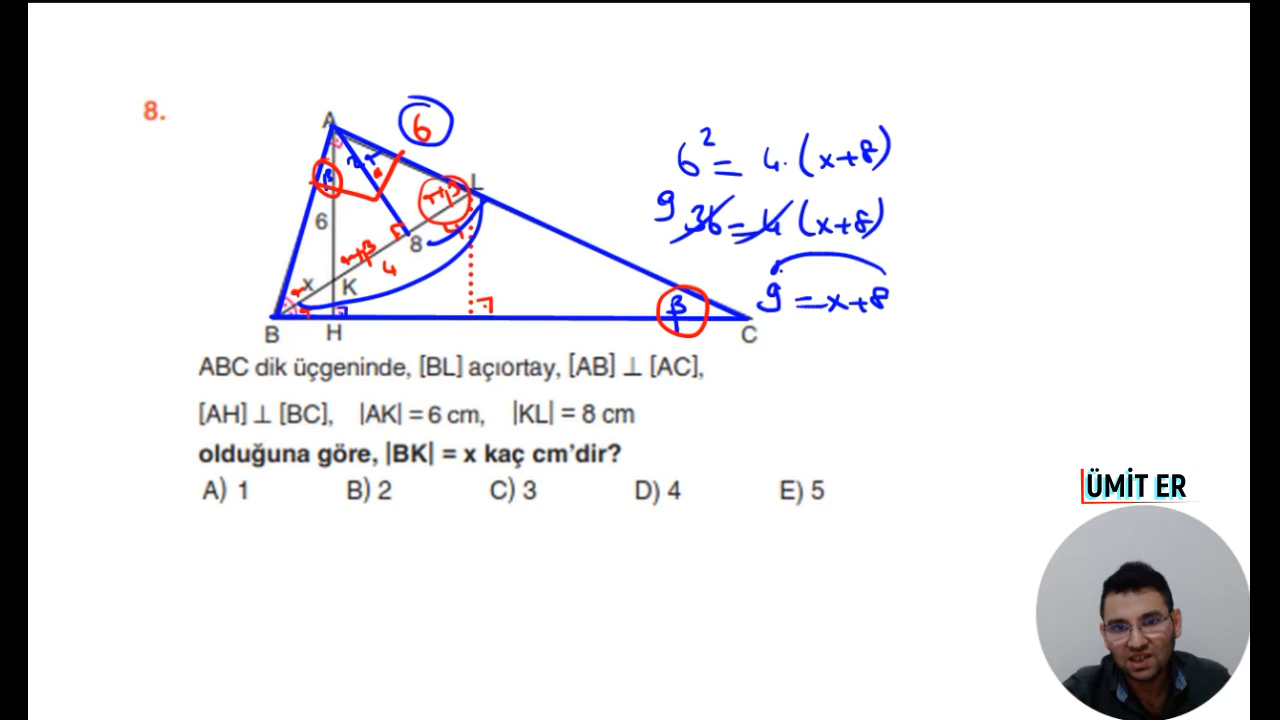 8.
A
6
6² = 4.(x+8)
β
α+β
L
9 36 = 4 (x+8)
6
8
α+β
4
9 = x+8
x
K
β
B
H
C
ABC dik üçgeninde, [BL] açıortay, [AB] ⊥ [AC],
[AH] ⊥ [BC], |AK| = 6 cm, |KL| = 8 cm
olduğuna göre, |BK| = x kaç cm'dir?
A) 1 B) 2 C) 3 D) 4 E) 5
ÜMİT ER